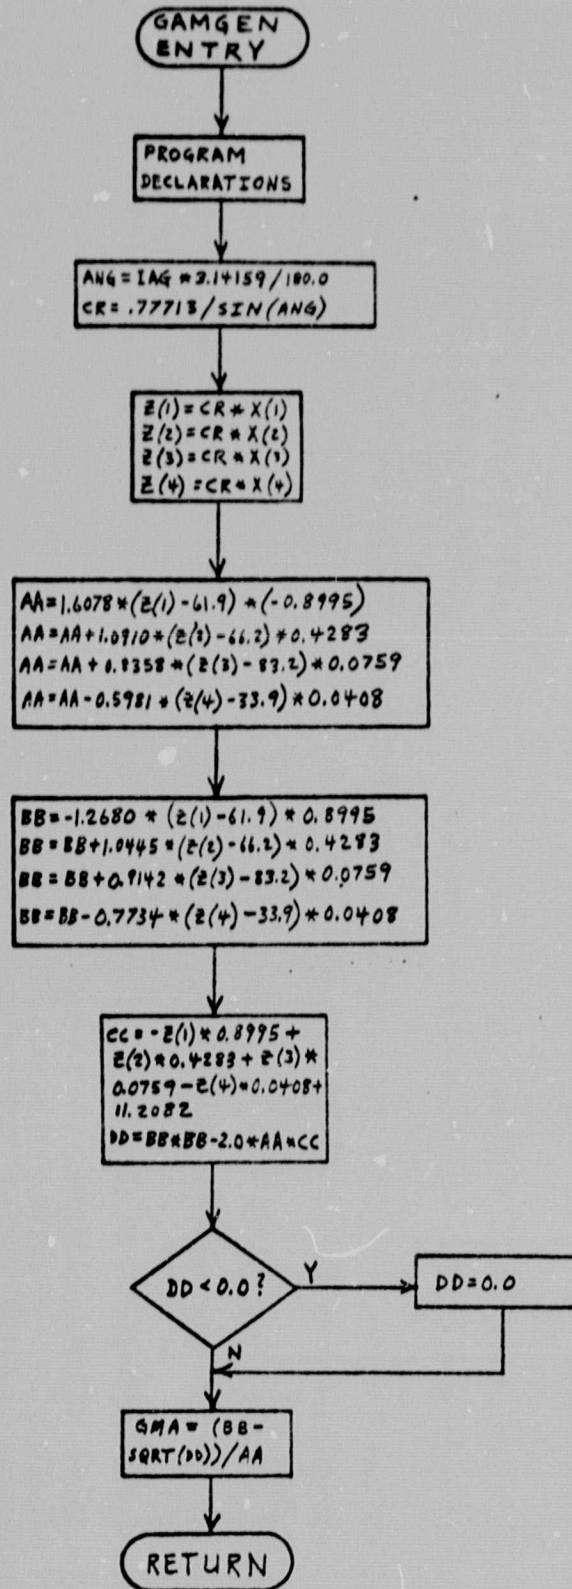 GAMGEN
ENTRY
PROGRAM
DECLARATIONS
ANG = IAG * 3.14159/180.0
CR = .77713/SIN(ANG)
Z(1) = CR * X(1)
Z(2) = CR * X(2)
Z(3) = CR * X(3)
Z(4) = CR * X(4)
AA = 1.6078 * (Z(1) - 61.9) * (-0.8995)
AA = AA + 1.0910 * (Z(2) - 66.2) * 0.4283
AA = AA + 0.8358 * (Z(3) - 83.2) * 0.0759
AA = AA - 0.5981 * (Z(4) - 33.9) * 0.0408
BB = -1.2680 * (Z(1) - 61.9) * 0.8995
BB = BB + 1.0445 * (Z(2) - 66.2) * 0.4283
BB = BB + 0.9142 * (Z(3) - 83.2) * 0.0759
BB = BB - 0.7734 * (Z(4) - 33.9) * 0.0408
CC = -Z(1) * 0.8995 +
Z(2) * 0.4283 + Z(3) *
0.0759 - Z(4) * 0.0408 +
11.2082
DD = BB * BB - 2.0 * AA * CC
DD < 0.0?
Y
DD = 0.0
N
GMA = (BB -
SQRT(DD))/AA
RETURN